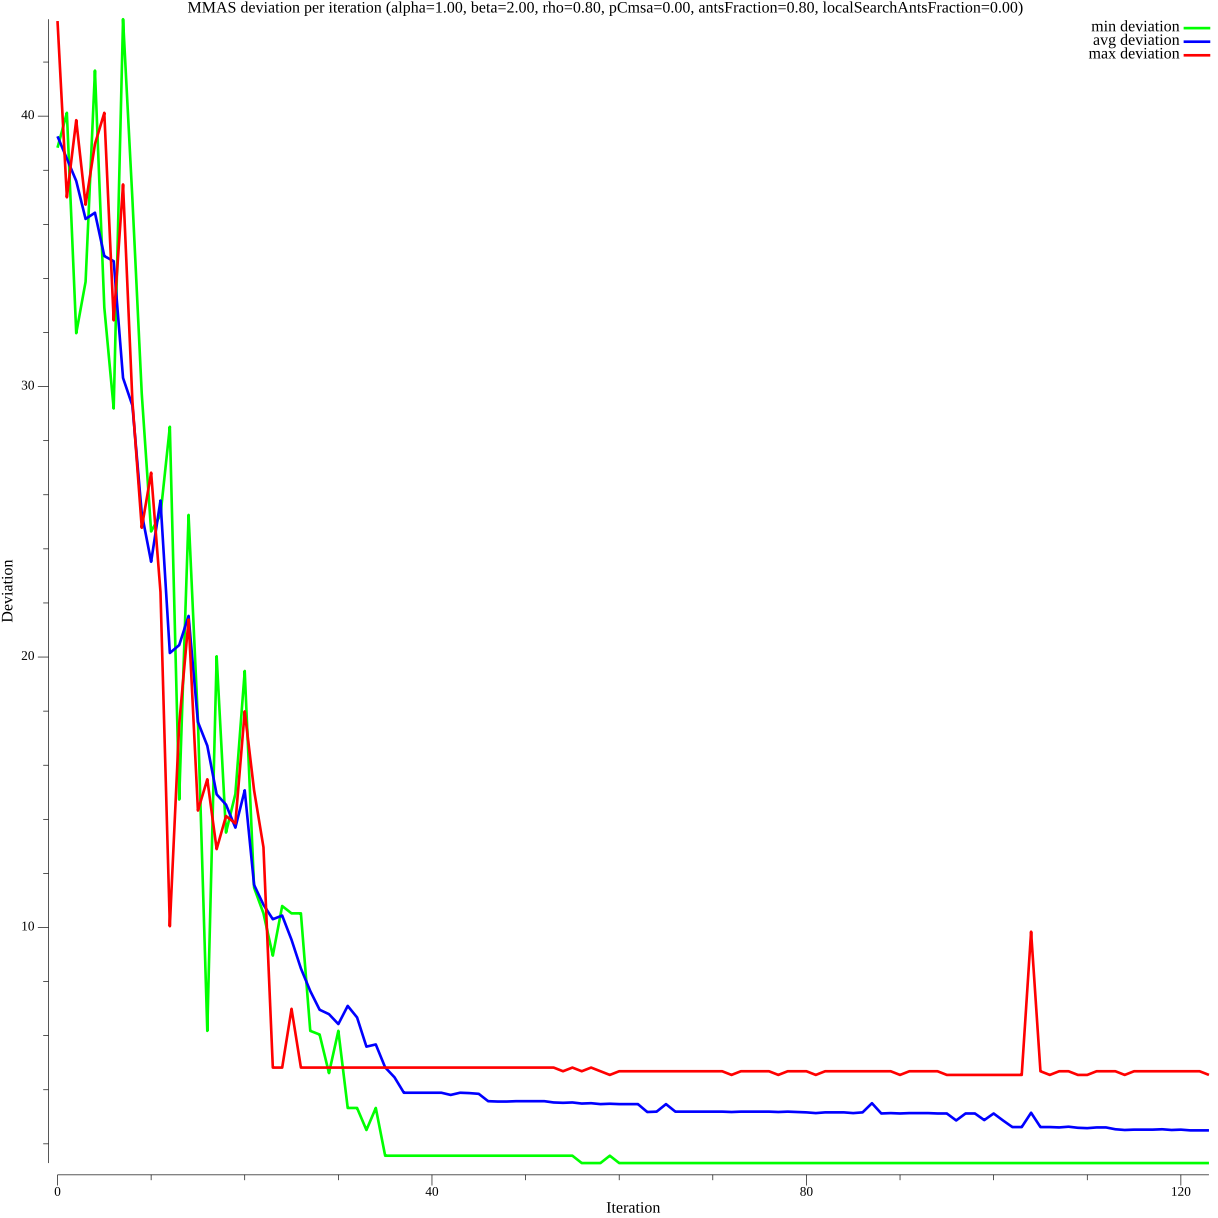 MMAS deviation per iteration (alpha=1.00, beta=2.00, rho=0.80, pCmsa=0.00, antsFraction=0.80, localSearchAntsFraction=0.00)
min deviation
avg deviation
max deviation
40
30
20
10
Deviation
0
40
80
120
Iteration